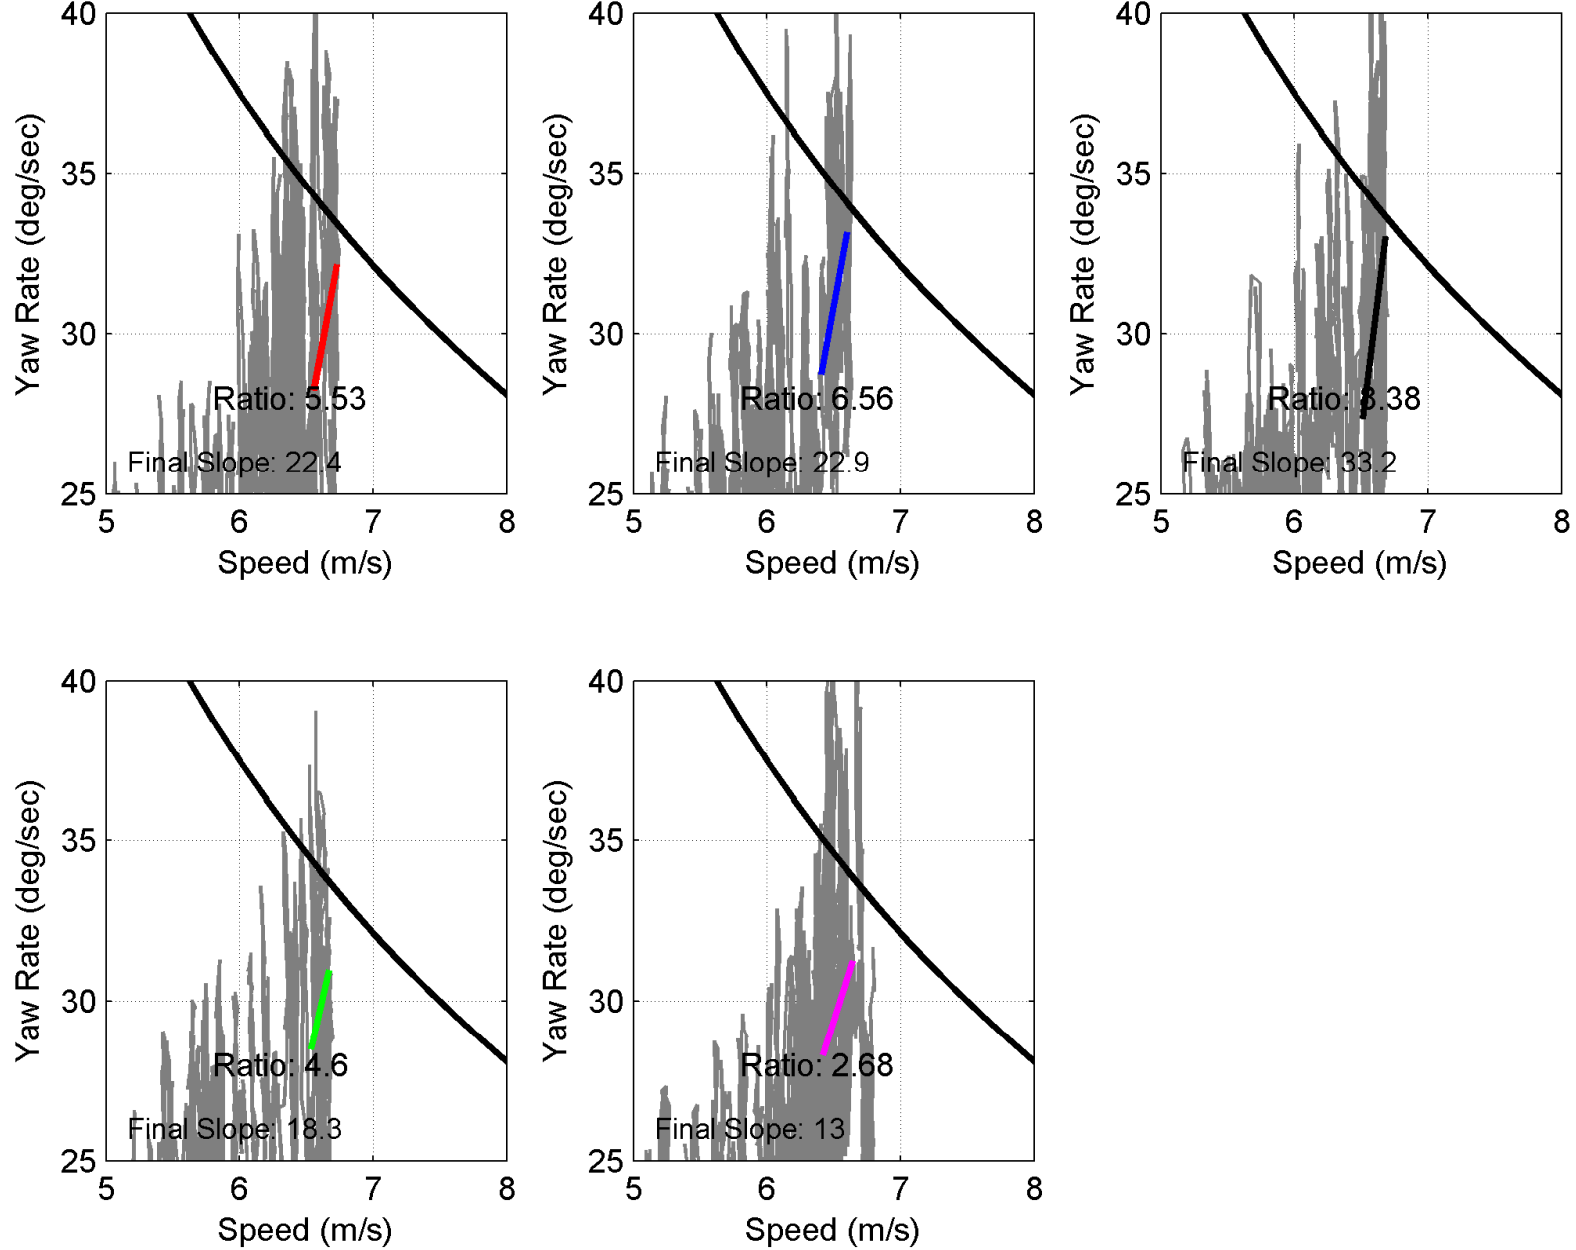 40
35
30
25
Yaw Rate (deg/sec)
Ratio: 5.53
Final Slope: 22.4
5 6 7 8
Speed (m/s)
40
35
30
25
Yaw Rate (deg/sec)
Ratio: 6.56
Final Slope: 22.9
5 6 7 8
Speed (m/s)
40
35
30
25
Yaw Rate (deg/sec)
Ratio: 8.38
Final Slope: 33.2
5 6 7 8
Speed (m/s)
40
35
30
25
Yaw Rate (deg/sec)
Ratio: 4.6
Final Slope: 18.3
5 6 7 8
Speed (m/s)
40
35
30
25
Yaw Rate (deg/sec)
Ratio: 2.68
Final Slope: 13
5 6 7 8
Speed (m/s)